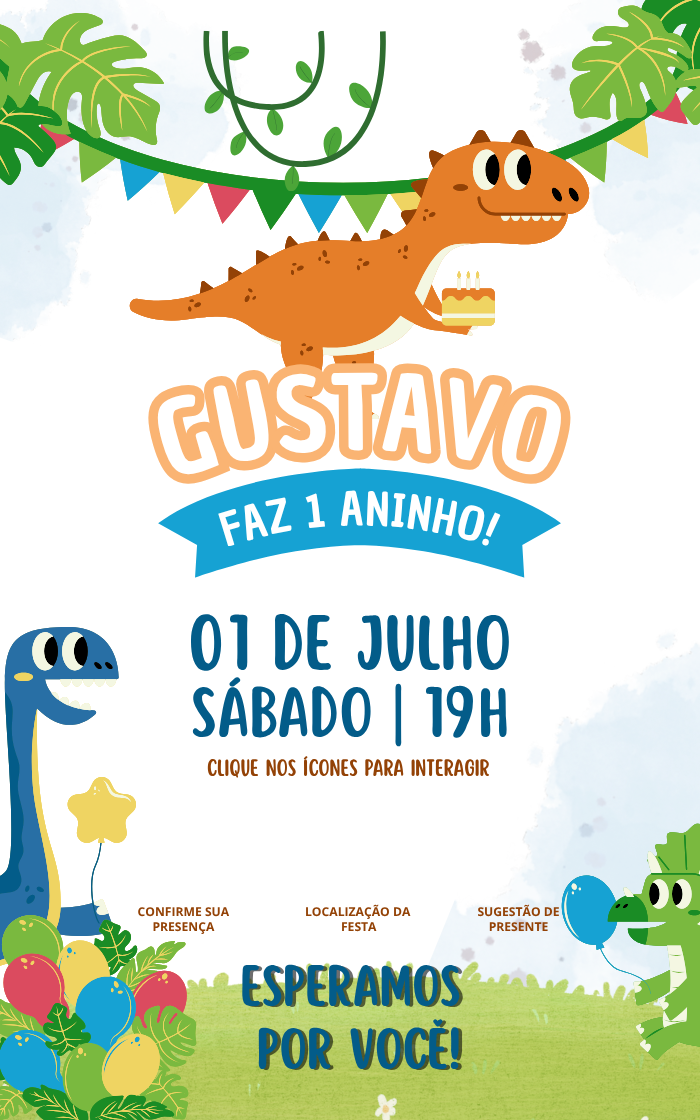 GUSTAVO
FAZ 1 ANINHO!
01 DE JULHO
SÁBADO | 19H
CLIQUE NOS ÍCONES PARA INTERAGIR
CONFIRME SUA
PRESENÇA
LOCALIZAÇÃO DA
FESTA
SUGESTÃO DE
PRESENTE
ESPERAMOS
POR VOCÊ!